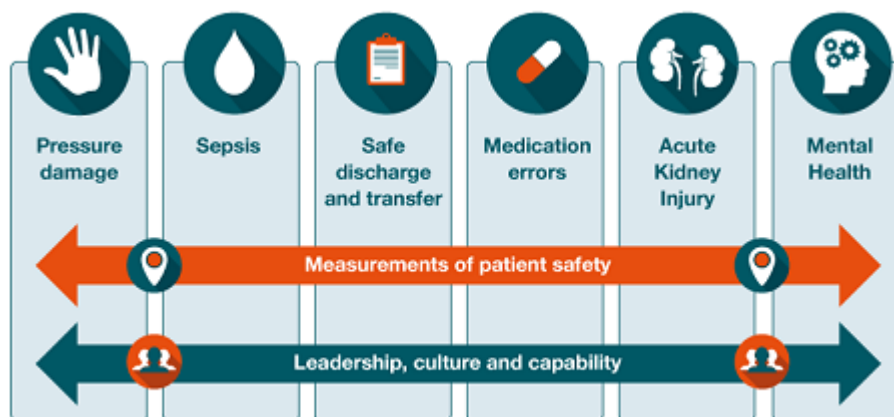 Pressure
damage
Sepsis
Safe
discharge
and transfer
Medication
errors
Acute
Kidney
Injury
Mental
Health
Measurements of patient safety
Leadership, culture and capability